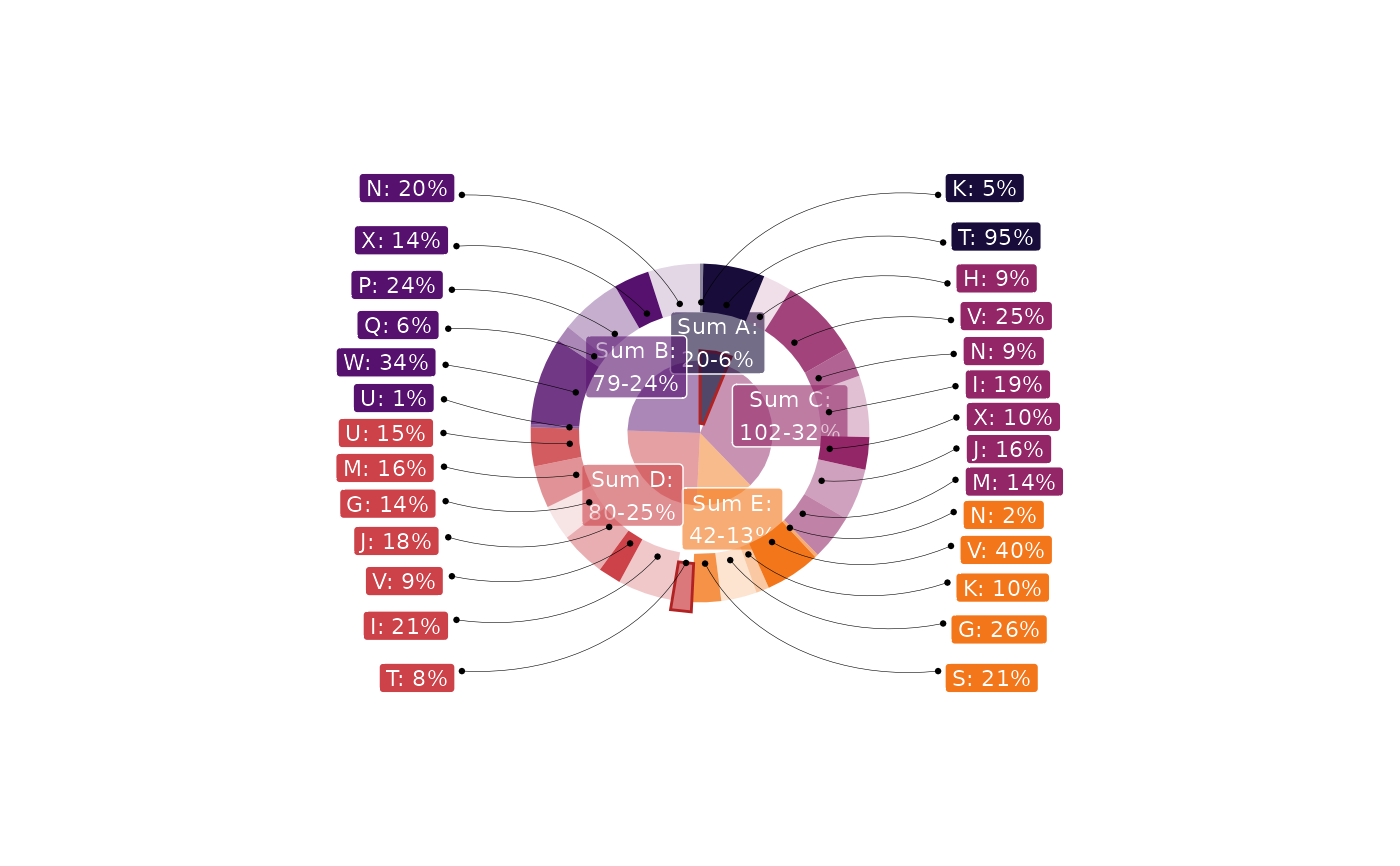 N: 20%
X: 14%
P: 24%
Q: 6%
W: 34%
U: 1%
U: 15%
M: 16%
G: 14%
J: 18%
V: 9%
I: 21%
T: 8%
Sum A:
20-6%
Sum B:
79-24%
Sum C:
102-32%
Sum D:
80-25%
Sum E:
42-13%
K: 5%
T: 95%
H: 9%
V: 25%
N: 9%
I: 19%
X: 10%
J: 16%
M: 14%
N: 2%
V: 40%
K: 10%
G: 26%
S: 21%